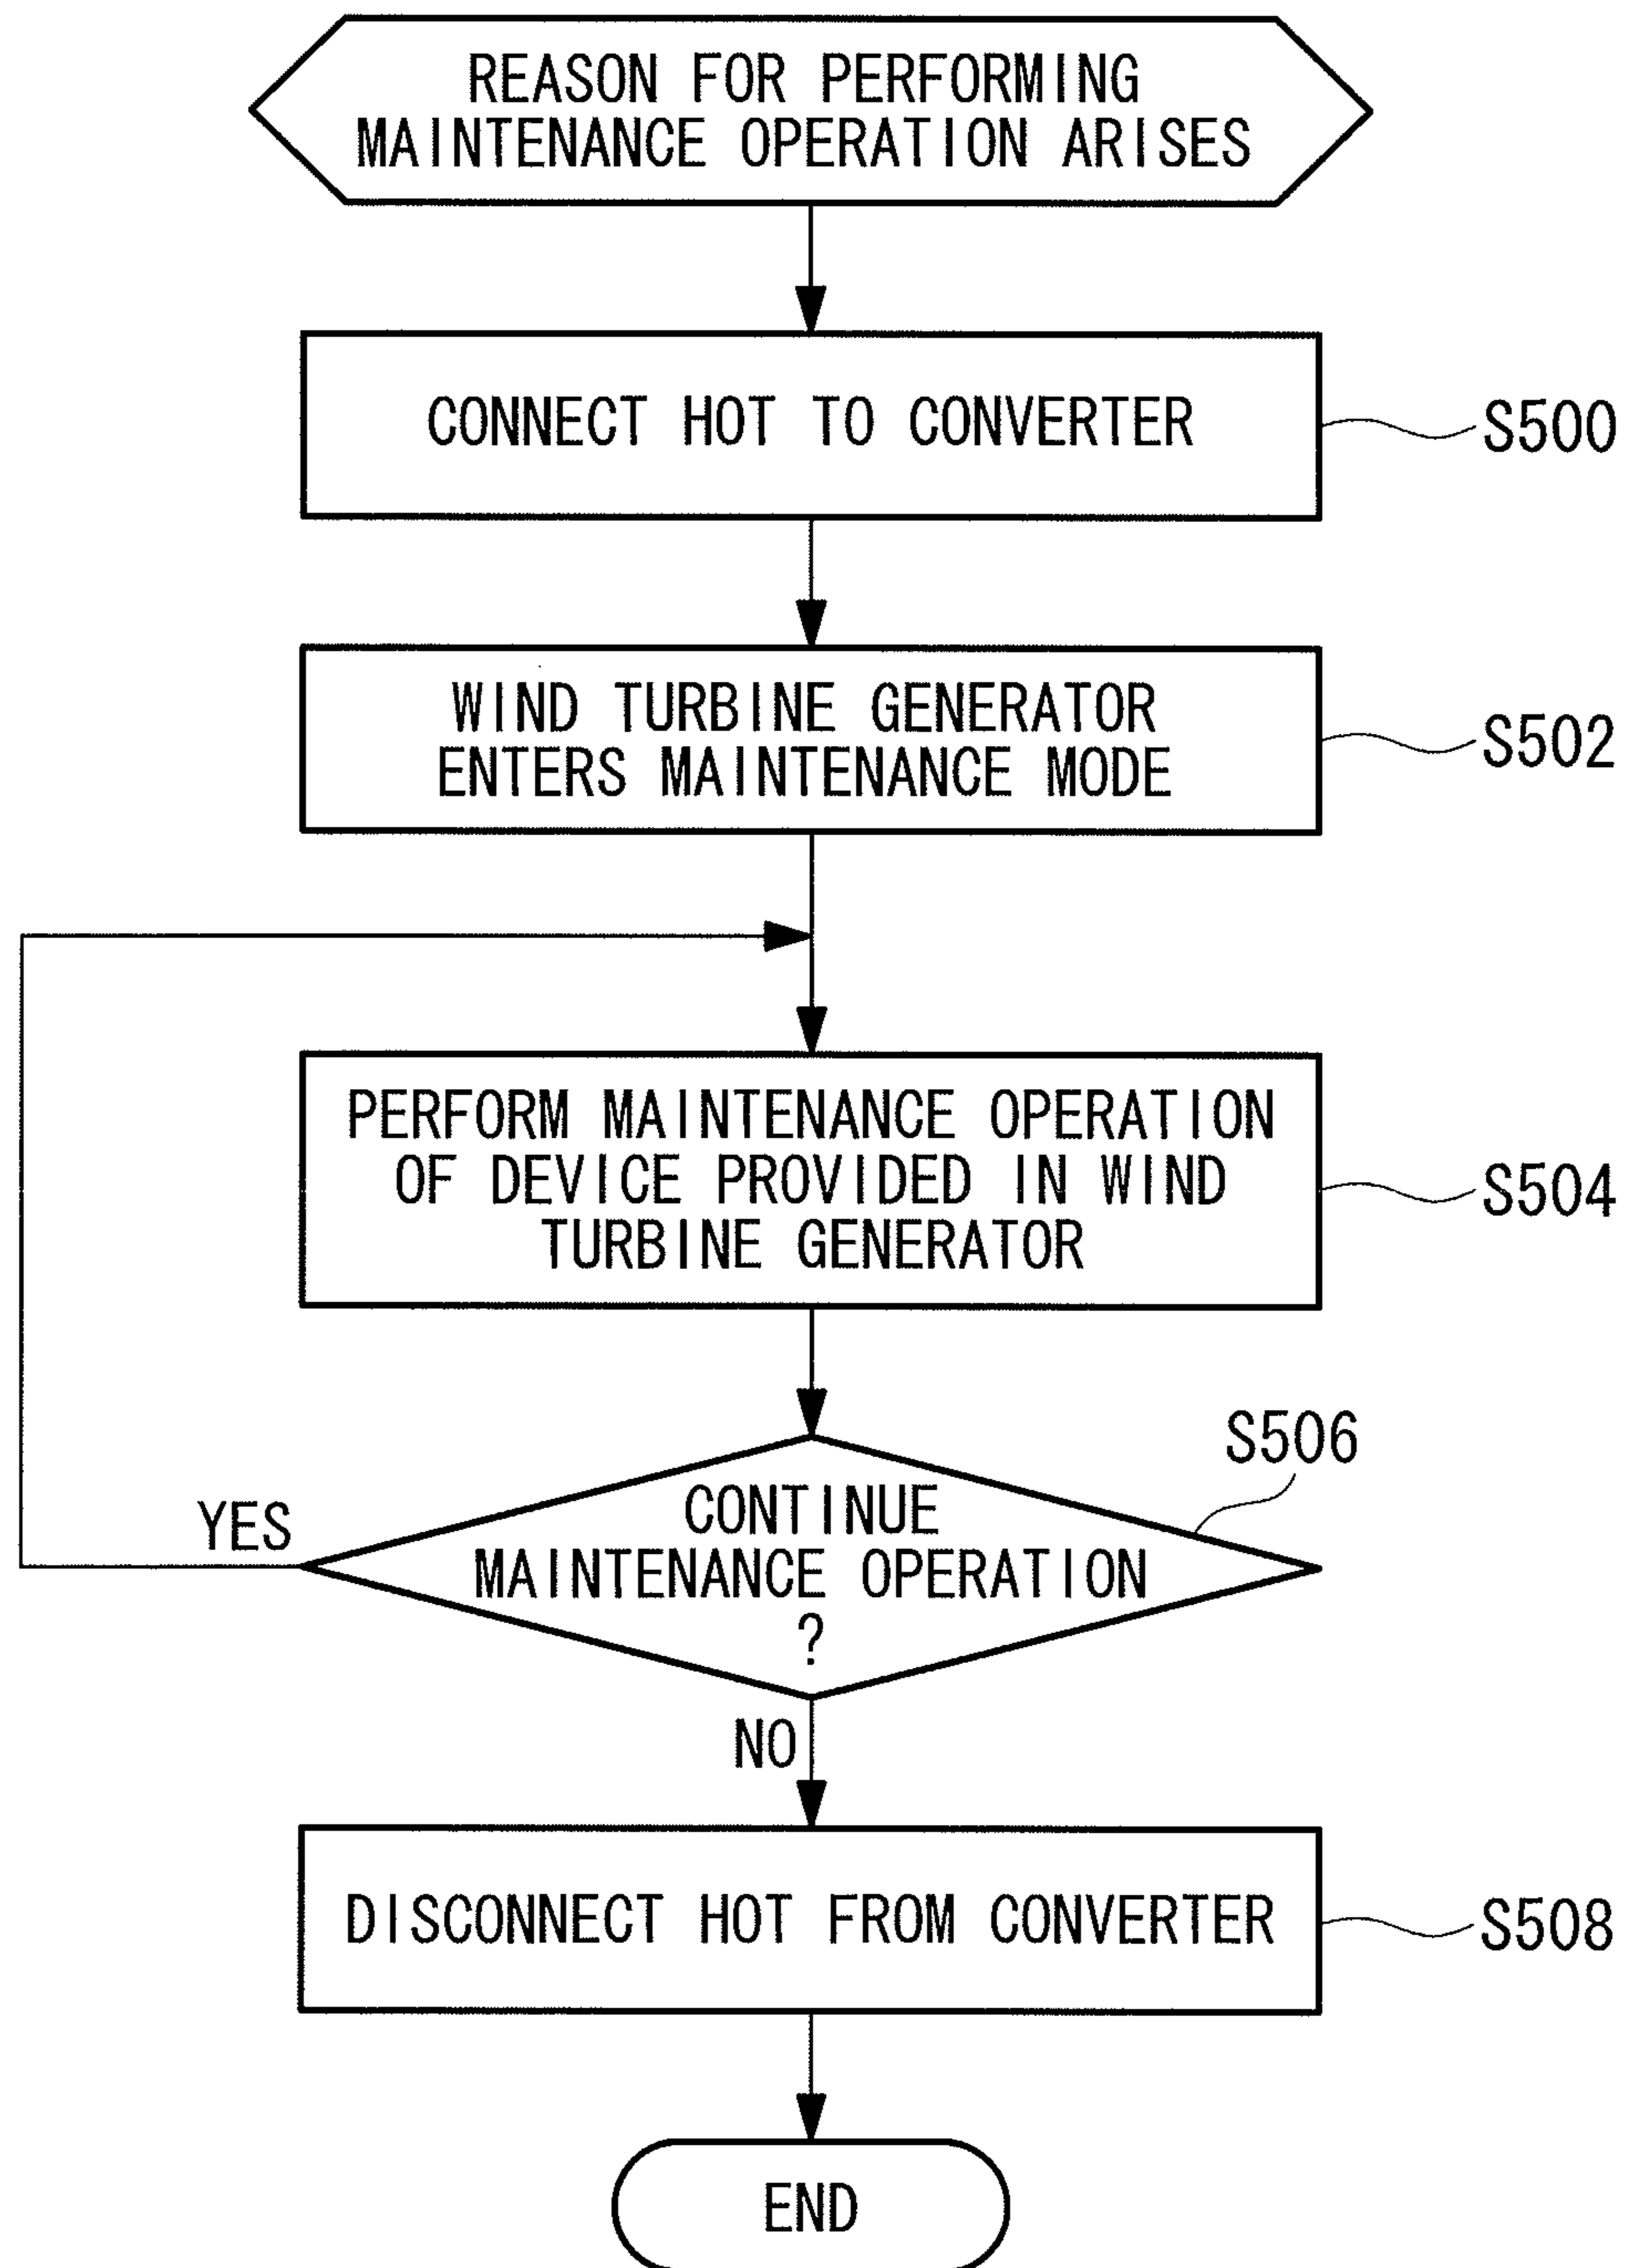 REASON FOR PERFORMING
MAINTENANCE OPERATION ARISES
CONNECT HOT TO CONVERTER
S500
WIND TURBINE GENERATOR
ENTERS MAINTENANCE MODE
S502
PERFORM MAINTENANCE OPERATION
OF DEVICE PROVIDED IN WIND
TURBINE GENERATOR
S504
S506
CONTINUE
MAINTENANCE OPERATION
?
YES
NO
DISCONNECT HOT FROM CONVERTER
S508
END